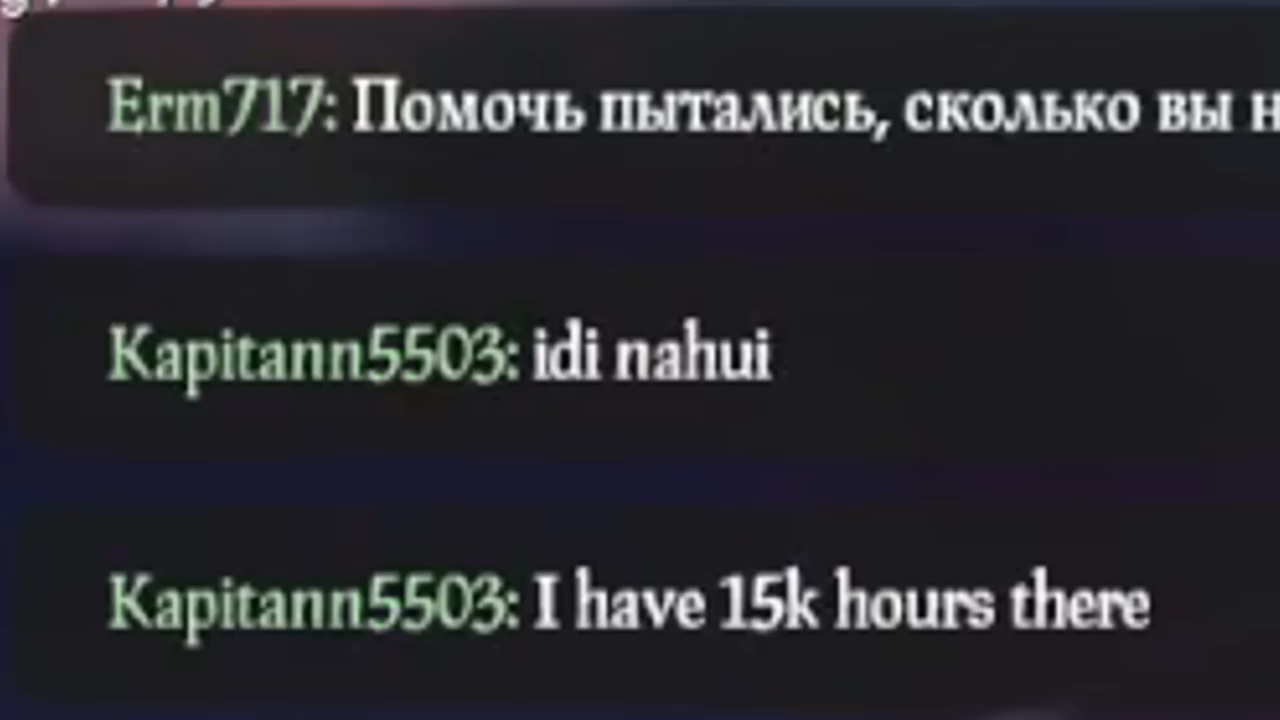 Erm717: Помочь пытались, сколько вы
Kapitann5503: idi nahui
Kapitann5503: I have 15k hours there